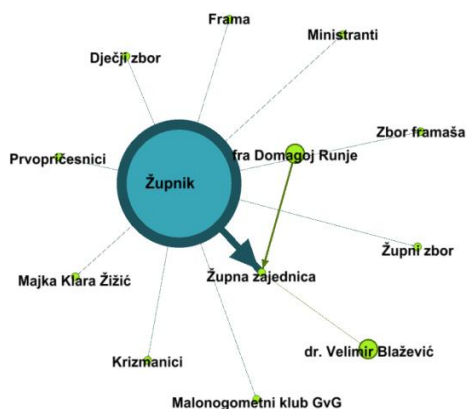 Frama
Ministranti
Dječji zbor
Zbor framaša
fra Domagoj Runje
Prvopričesnici
Župnik
Župni zbor
Župna zajednica
Majka Klara Žižić
dr. Velimir Blažević
Krizmanici
Malonogometni klub GvG